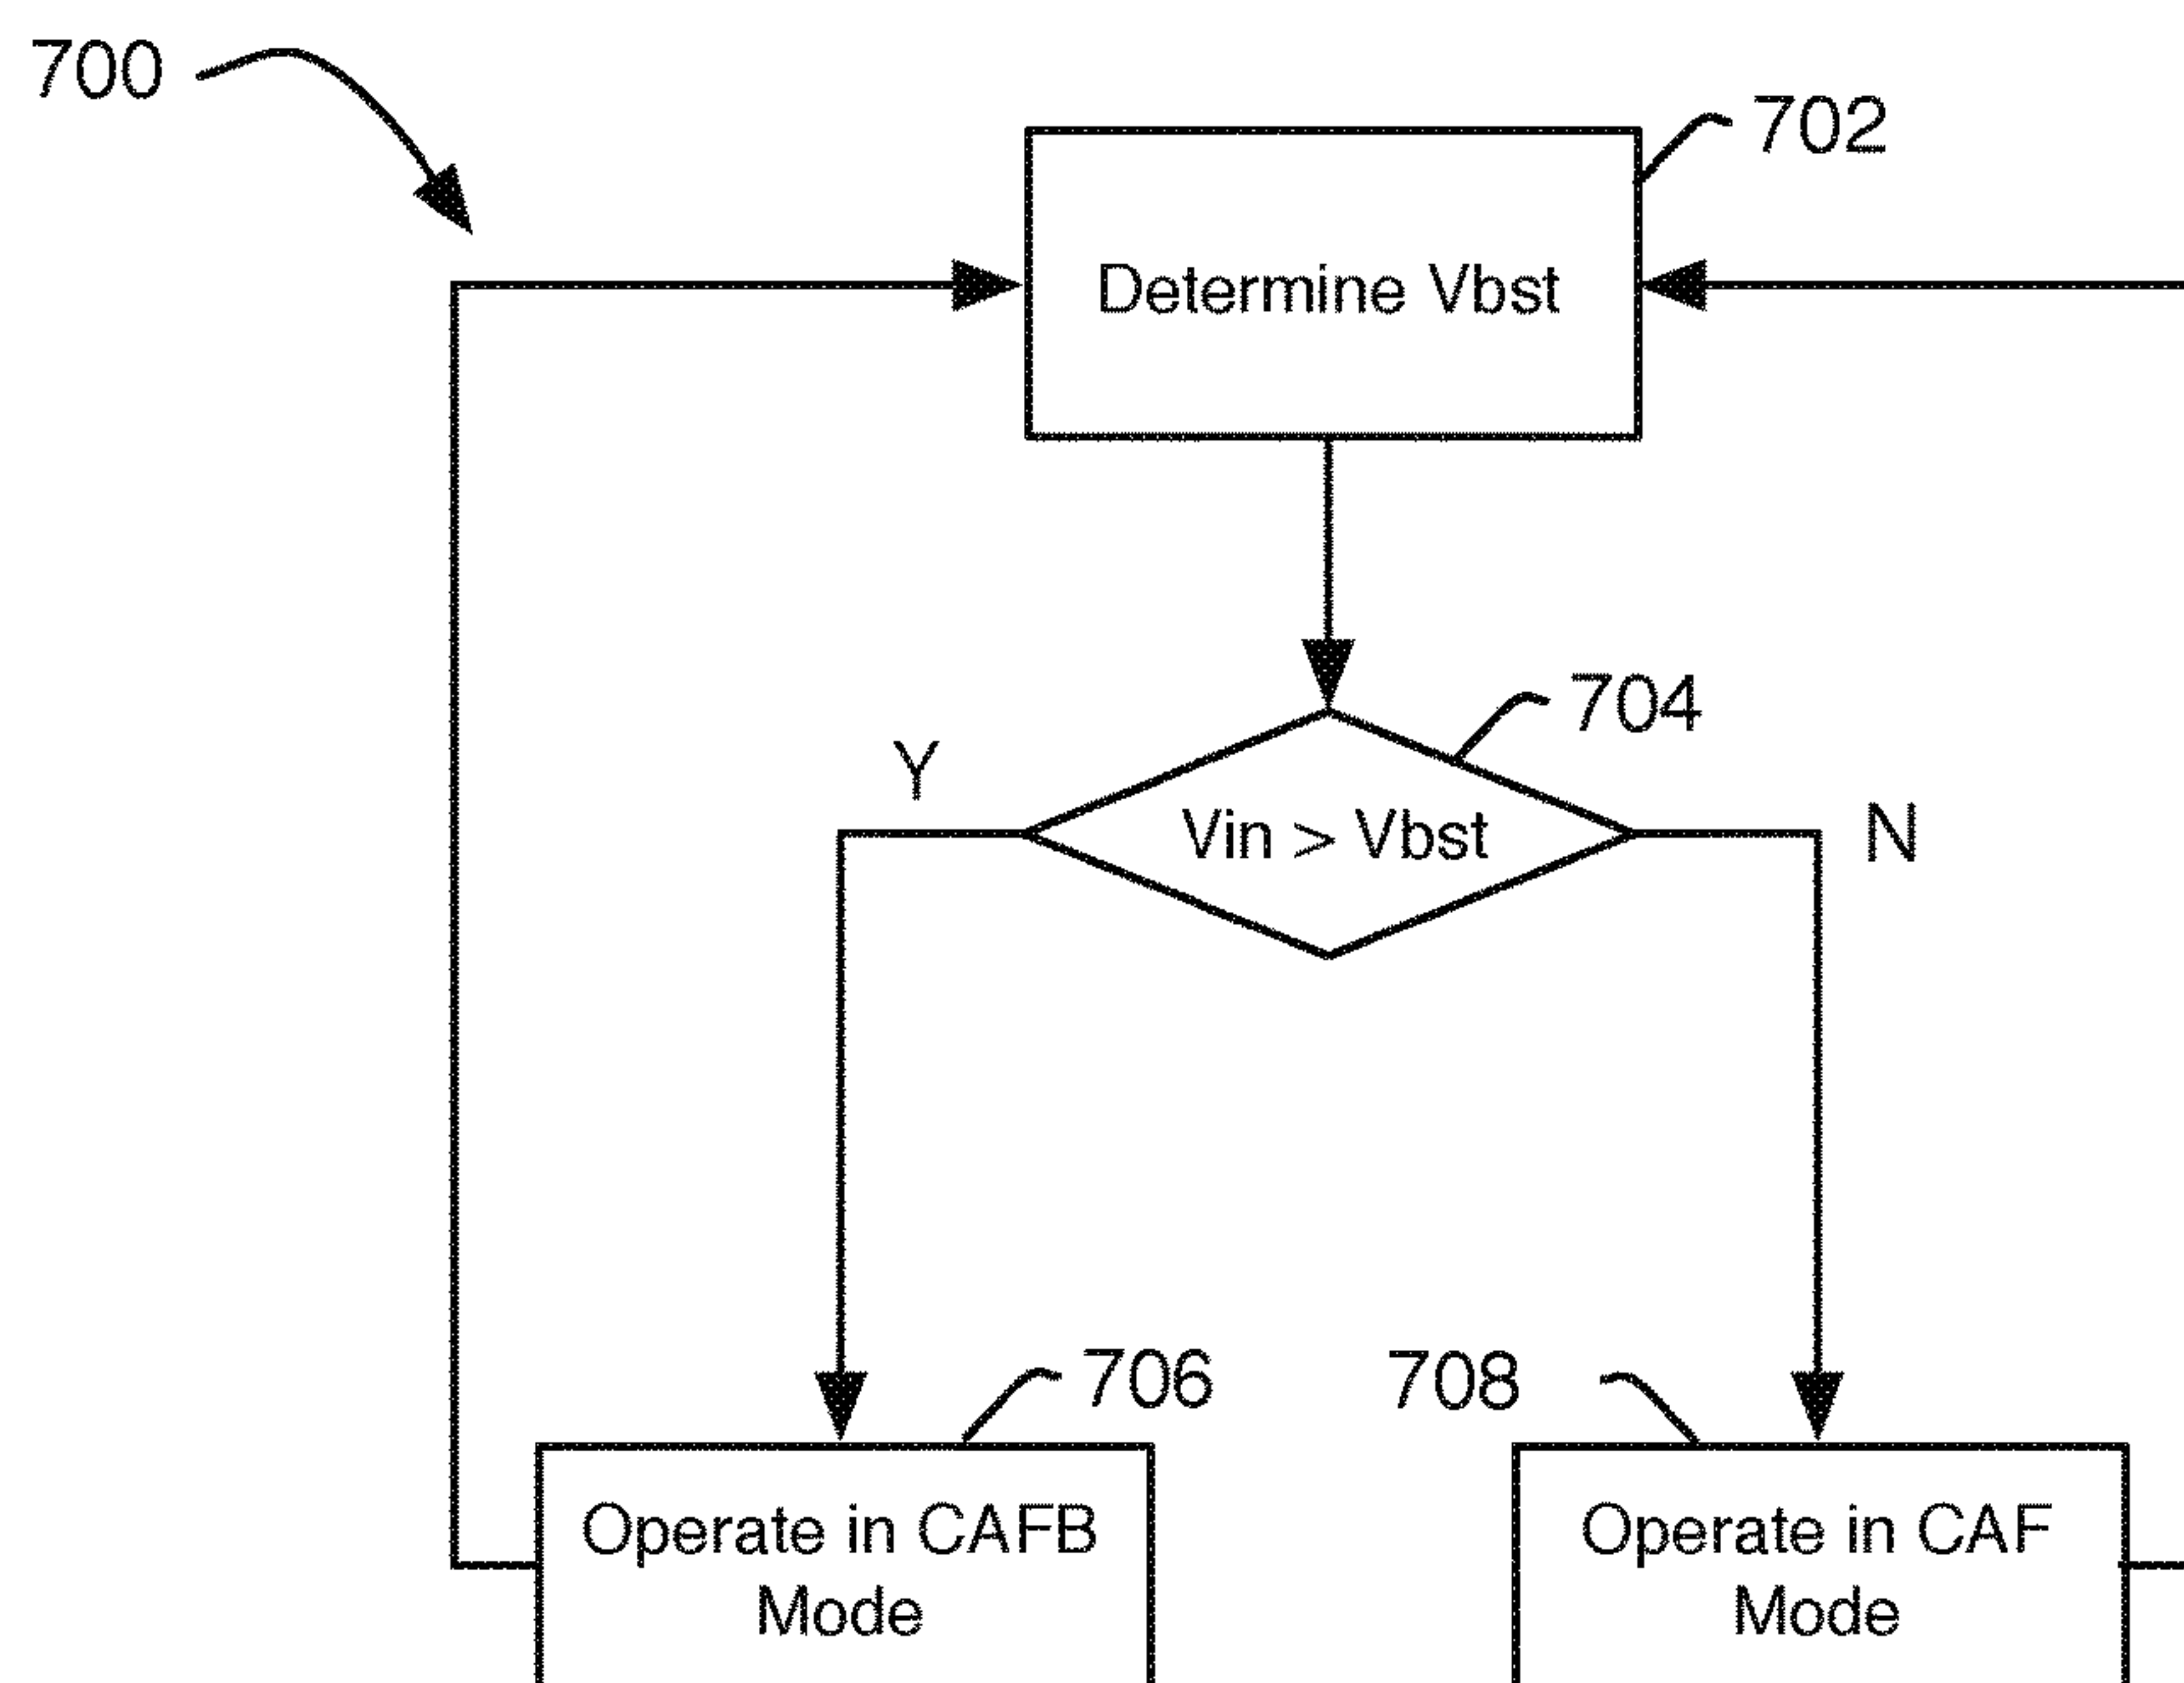 700
702
Determine Vbst
704
Y
Vin > Vbst
N
706
708
Operate in CAFB
Mode
Operate in CAF
Mode